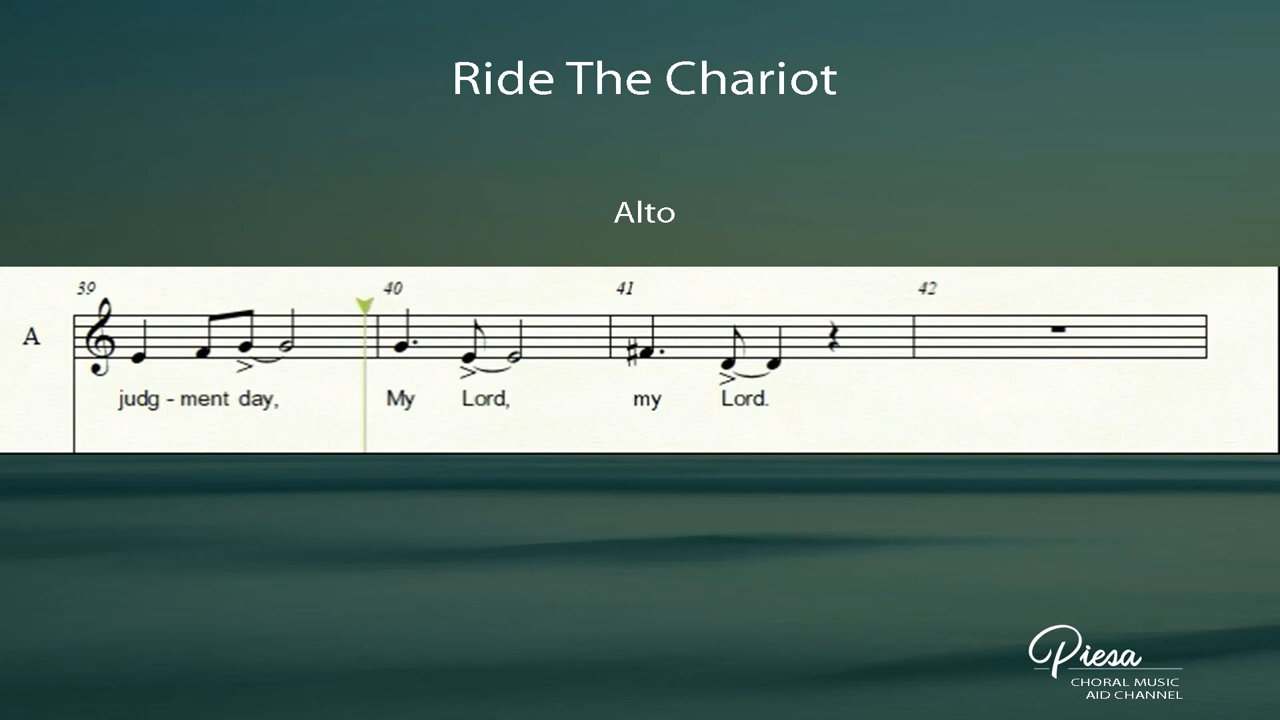 Ride The Chariot
Alto
39 40 41 42
A
judg - ment day, My Lord, my Lord.
Piesa
CHORAL MUSIC
AID CHANNEL